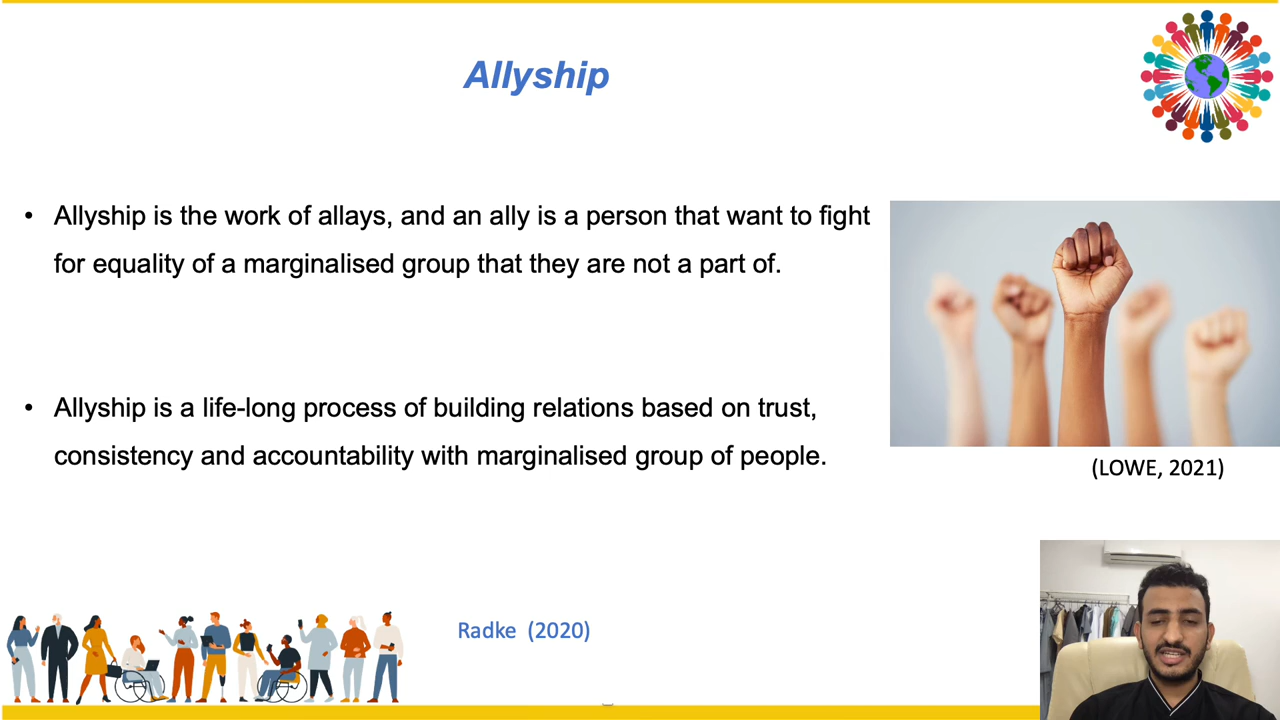 Allyship
• Allyship is the work of allays, and an ally is a person that want to fight
for equality of a marginalised group that they are not a part of.
• Allyship is a life-long process of building relations based on trust,
consistency and accountability with marginalised group of people.
(LOWE, 2021)
Radke (2020)